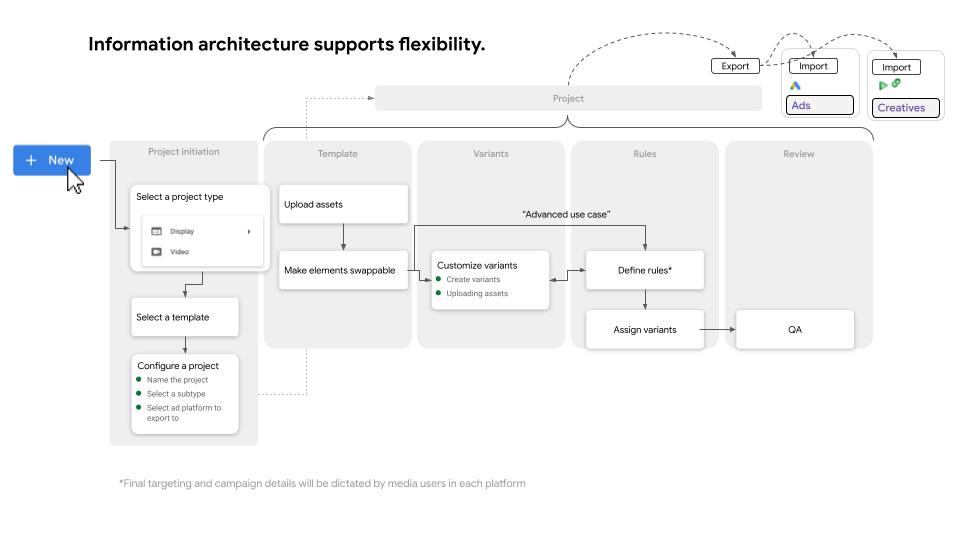 Information architecture supports flexibility.
Export
Import
Import
Ads
Creatives
Project
+ New
Project initiation
Template
Variants
Rules
Review
Select a project type
Display
Video
Select a template
Configure a project
Name the project
Select a subtype
Select ad platform to
export to
Upload assets
Make elements swappable
“Advanced use case”
Customize variants
Create variants
Uploading assets
Define rules*
Assign variants
QA
*Final targeting and campaign details will be dictated by media users in each platform